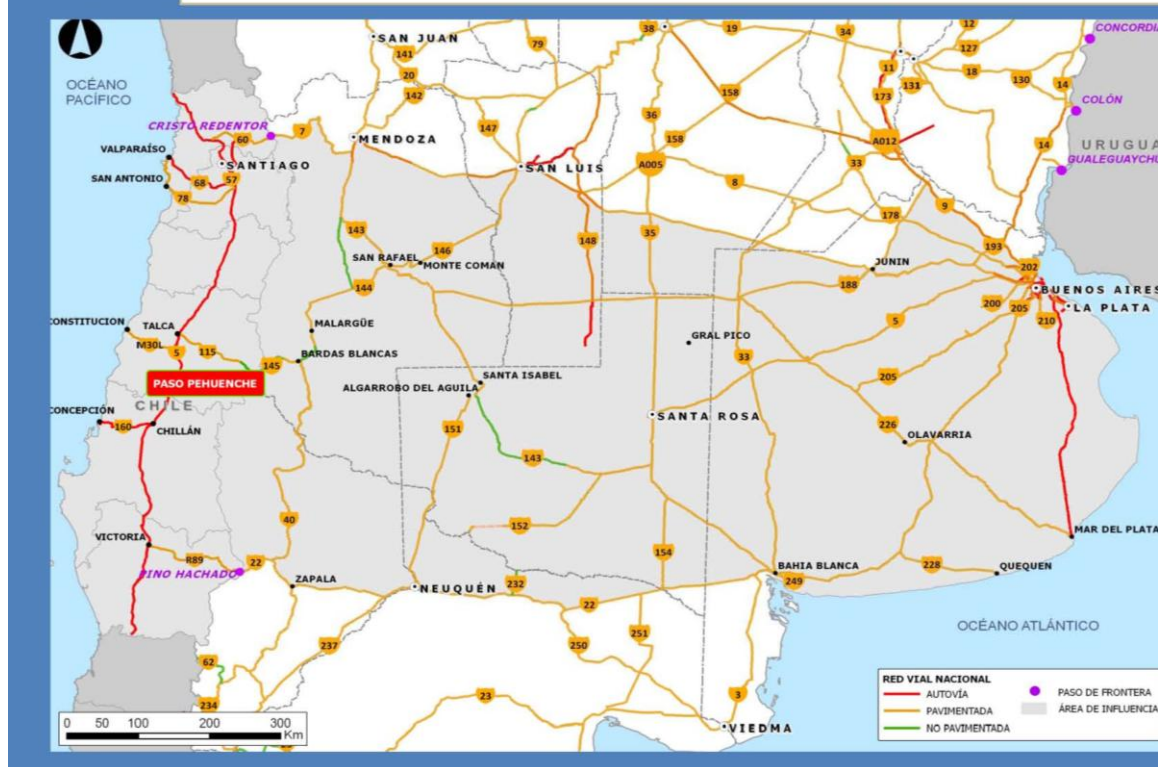 SAN JUAN
38
19
34
12
CONCORDIA
141
79
11
127
OCÉANO
PACÍFICO
20
142
158
173
131
18
130
14
COLÓN
CRISTO REDENTOR
60
7
MENDOZA
147
36
158
A012
14
URUGUA
VALPARAÍSO
SANTIAGO
SAN LUIS
A005
33
GUALEGUAYCHU
SAN ANTONIO
68
57
78
8
9
178
143
146
148
35
193
SAN RAFAEL
MONTE COMÁN
JUNIN
202
144
188
BUENOS AIRES
200
205
210
LA PLATA
CONSTITUCION
TALCA
MALARGÜE
5
M30L
5
115
145
BARDAS BLANCAS
GRAL PICO
33
PASO PEHUENCHE
SANTA ISABEL
ALGARROBO DEL AGUILA
205
CHILE
CONCEPCIÓN
160
CHILLÁN
151
SANTA ROSA
226
OLAVARRIA
143
40
152
MAR DEL PLATA
VICTORIA
R89
22
154
PINO HACHADO
ZAPALA
NEUQUÉN
232
BAHIA BLANCA
249
228
QUEQUEN
22
62
237
250
251
OCÉANO ATLÁNTICO
234
23
3
VIEDMA
0 50 100 200 300
Km
RED VIAL NACIONAL
AUTOVÍA
PASO DE FRONTERA
PAVIMENTADA
ÁREA DE INFLUENCIA
NO PAVIMENTADA